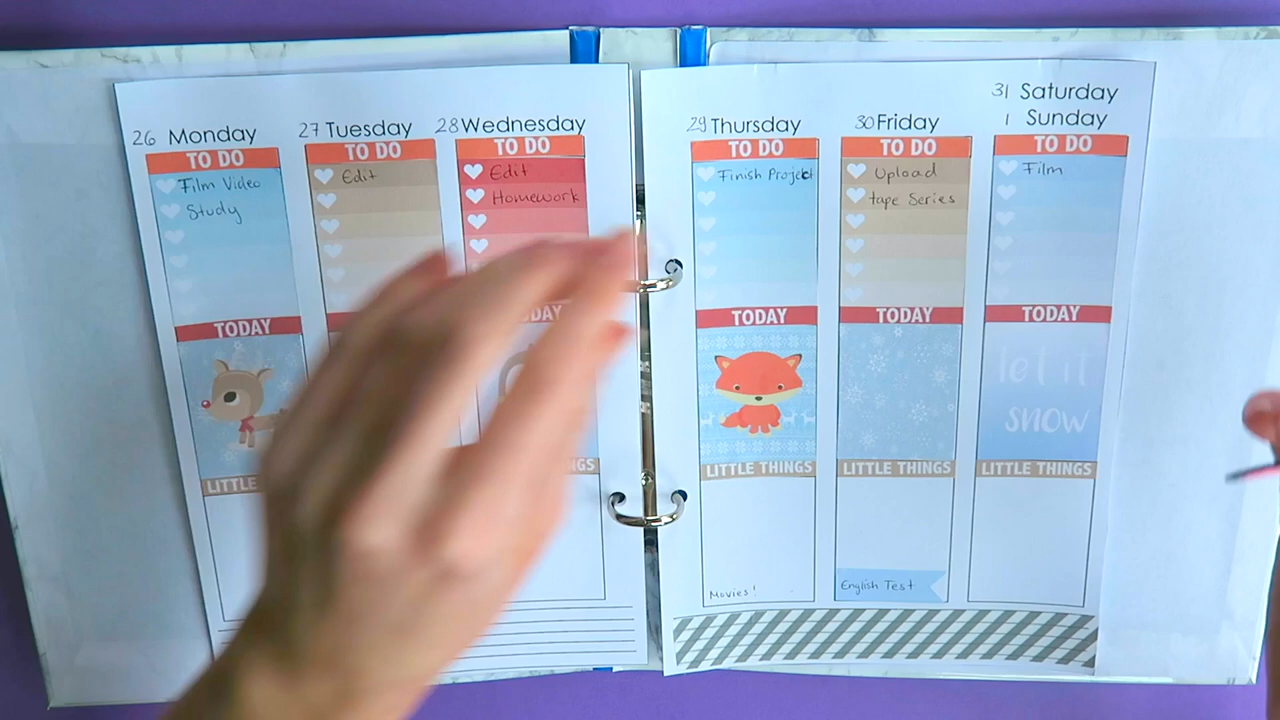 26 Monday
TO DO
Film Video
Study
TODAY
LITTLE
27 Tuesday
TO DO
Edit
28 Wednesday
TO DO
Edit
Homework
29 Thursday
TO DO
Finish Project
TODAY
LITTLE THINGS
Movies!
30 Friday
TO DO
Upload
tape Series
TODAY
LITTLE THINGS
English Test
31 Saturday
1 Sunday
TO DO
Film
TODAY
let it
snow
LITTLE THINGS